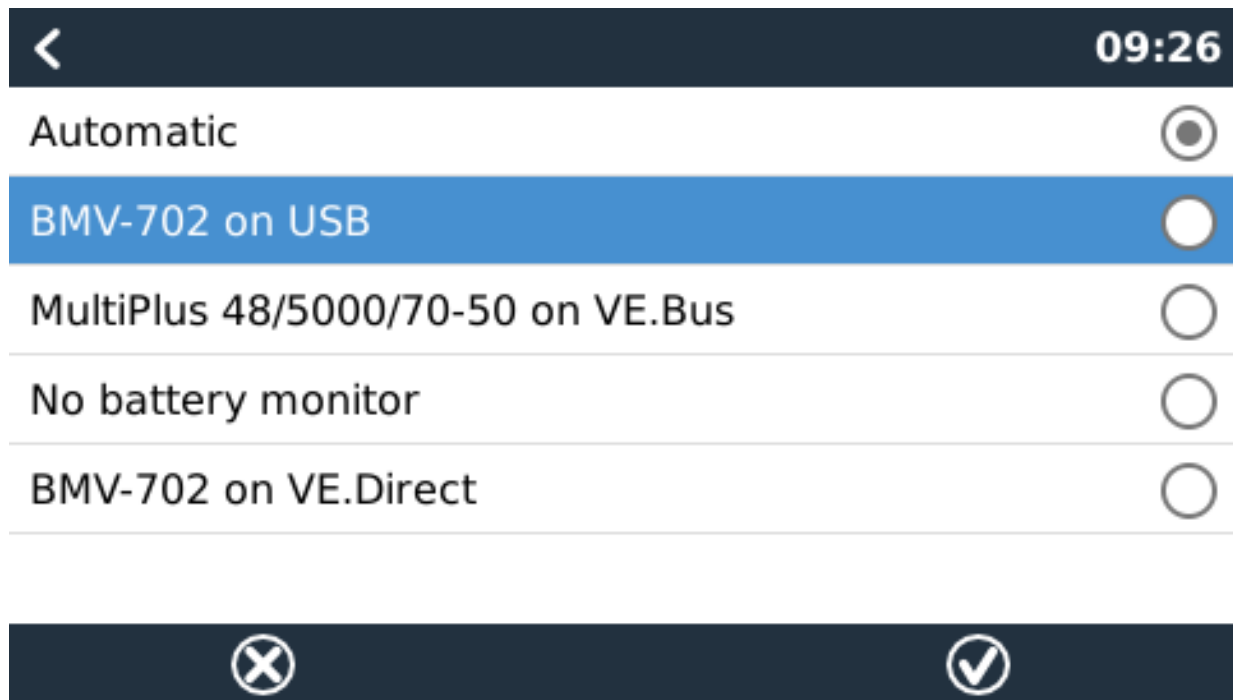 09:26
Automatic
BMV-702 on USB
MultiPlus 48/5000/70-50 on VE.Bus
No battery monitor
BMV-702 on VE.Direct